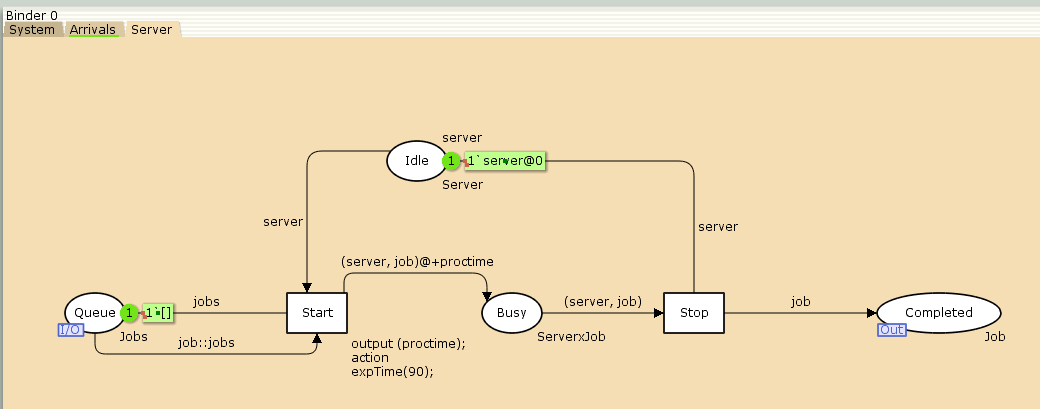 Binder 0
System Arrivals Server
server
Idle 1 1`server@0
Server
server
server
(server, job)@+proctime
jobs
(server, job)
job
Queue 1 1`[]
Start
Busy
Stop
Completed
I/O
Jobs
job::jobs
ServerxJob
Out
Job
output (proctime);
action
expTime(90);